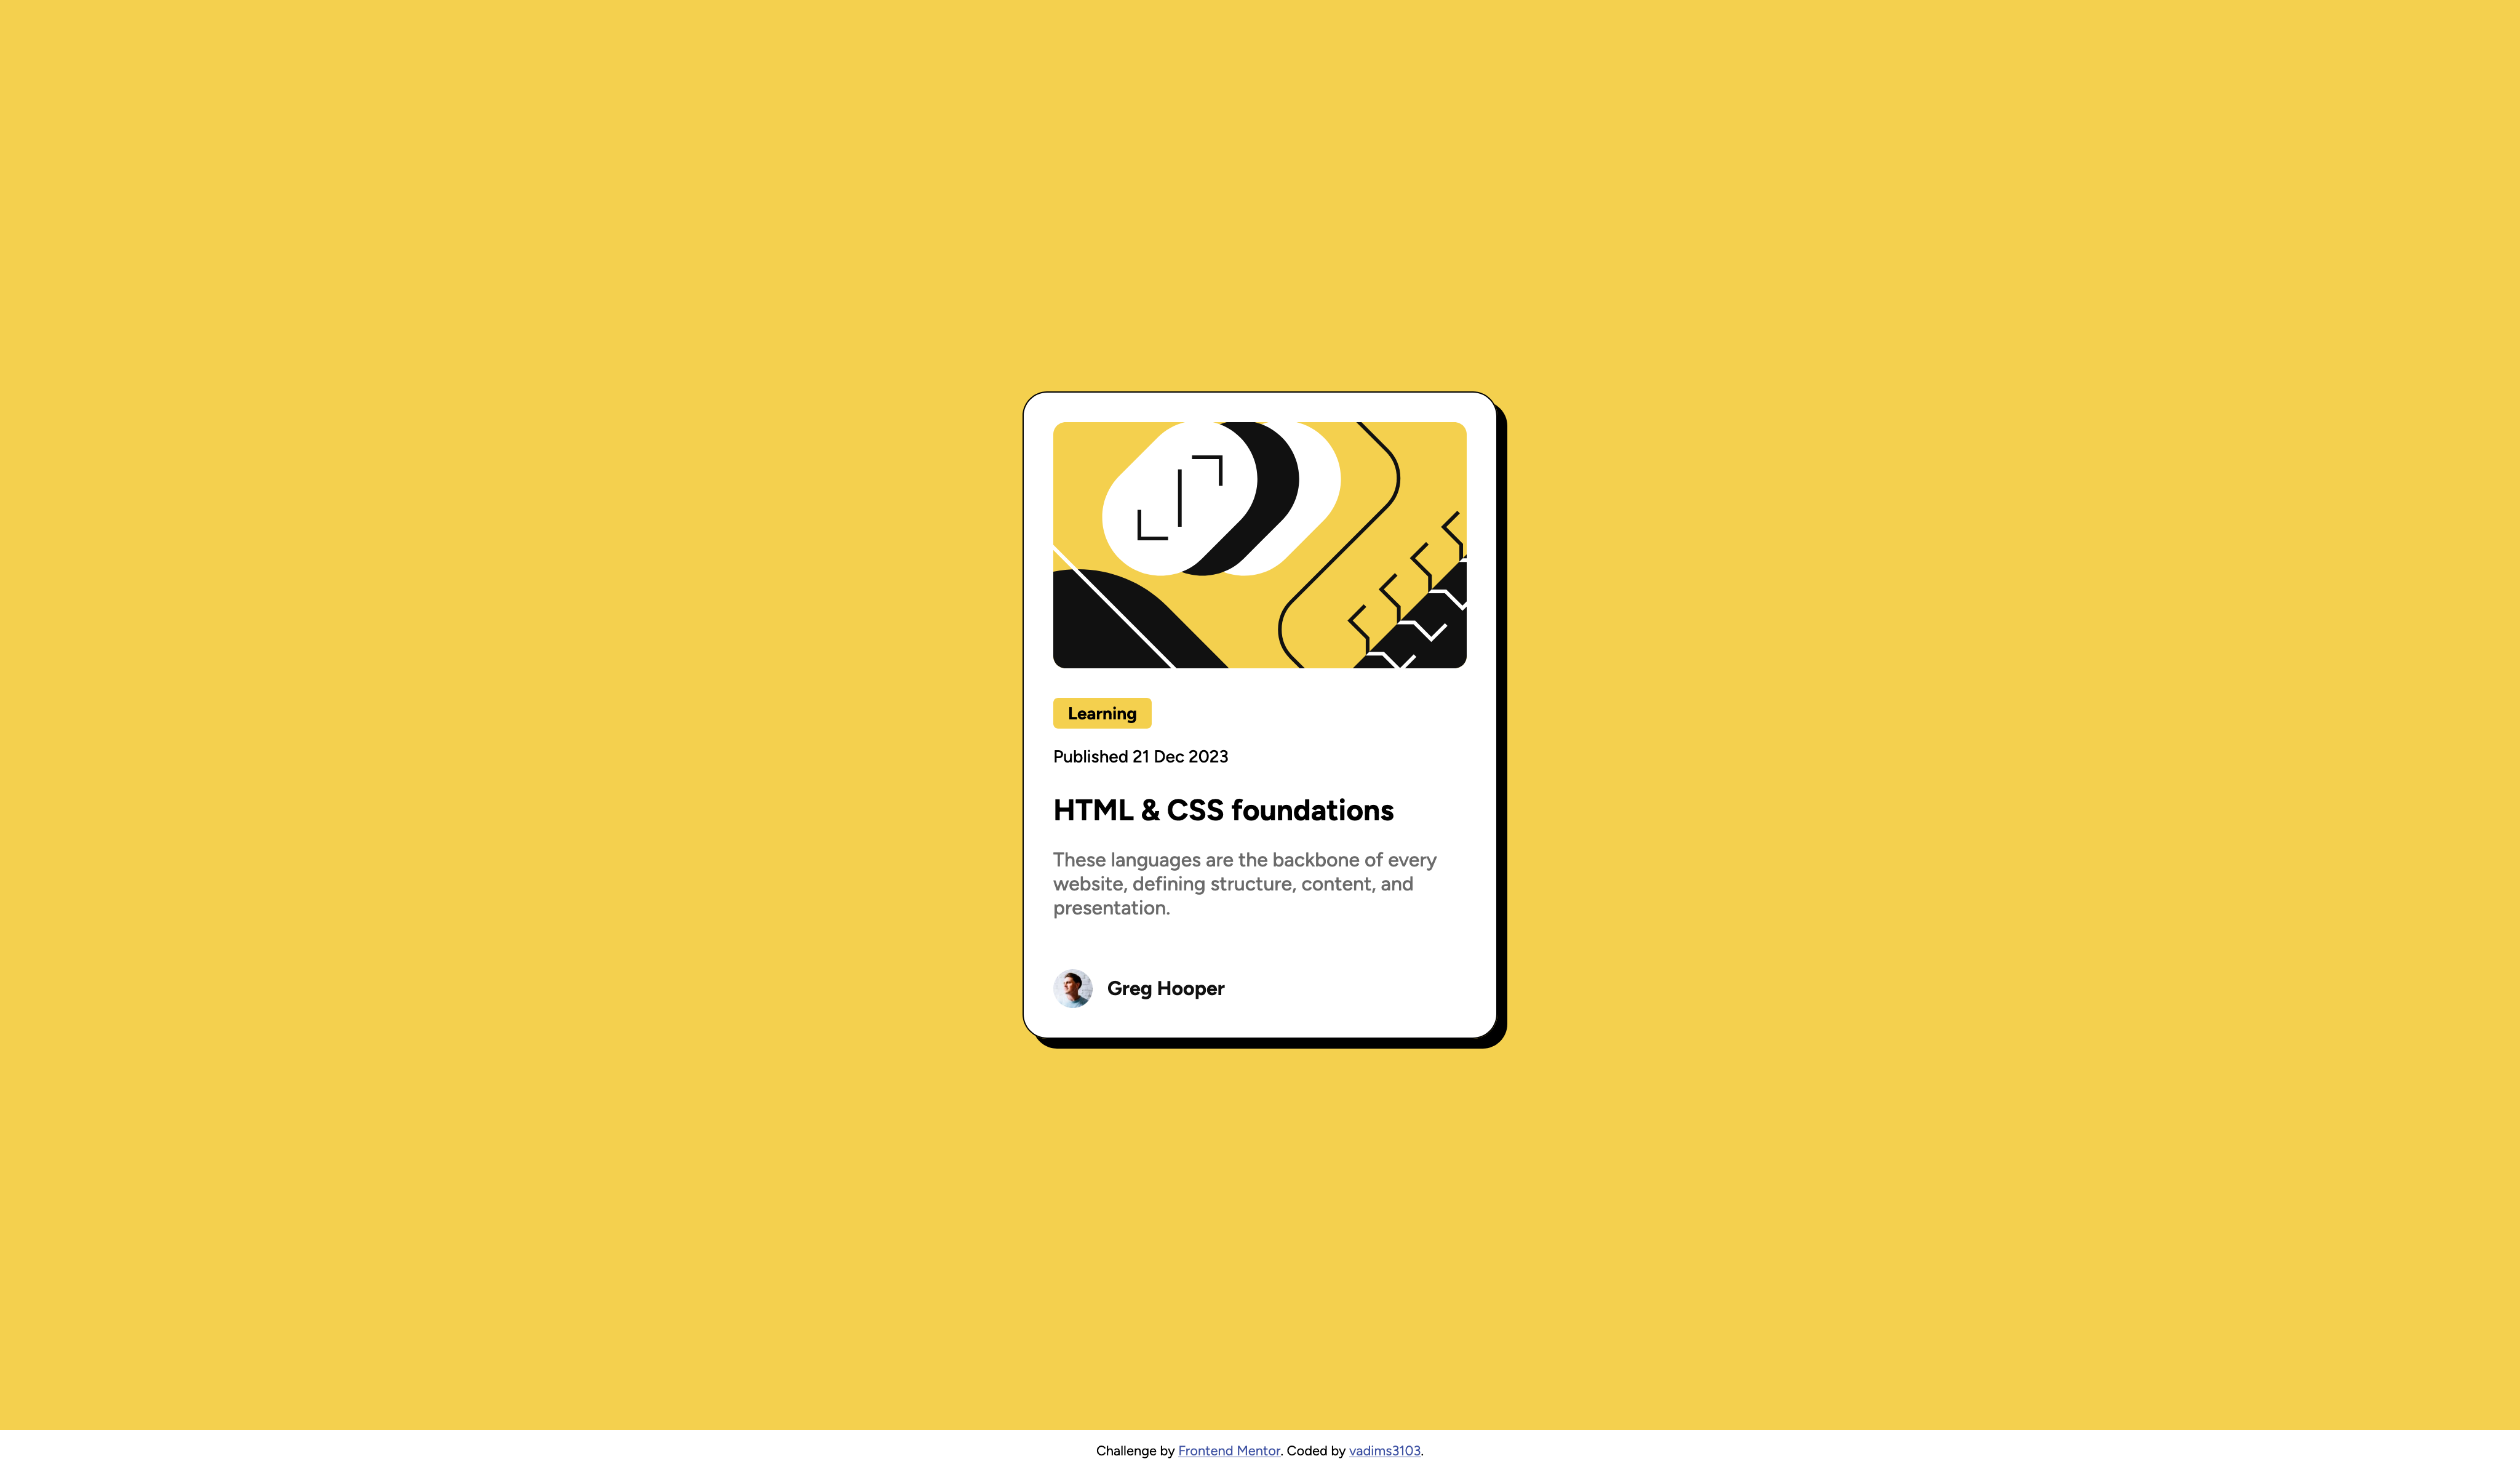 Learning
Published 21 Dec 2023
HTML & CSS foundations
These languages are the backbone of every
website, defining structure, content, and
presentation.
Greg Hooper
Challenge by Frontend Mentor. Coded by vadims3103.